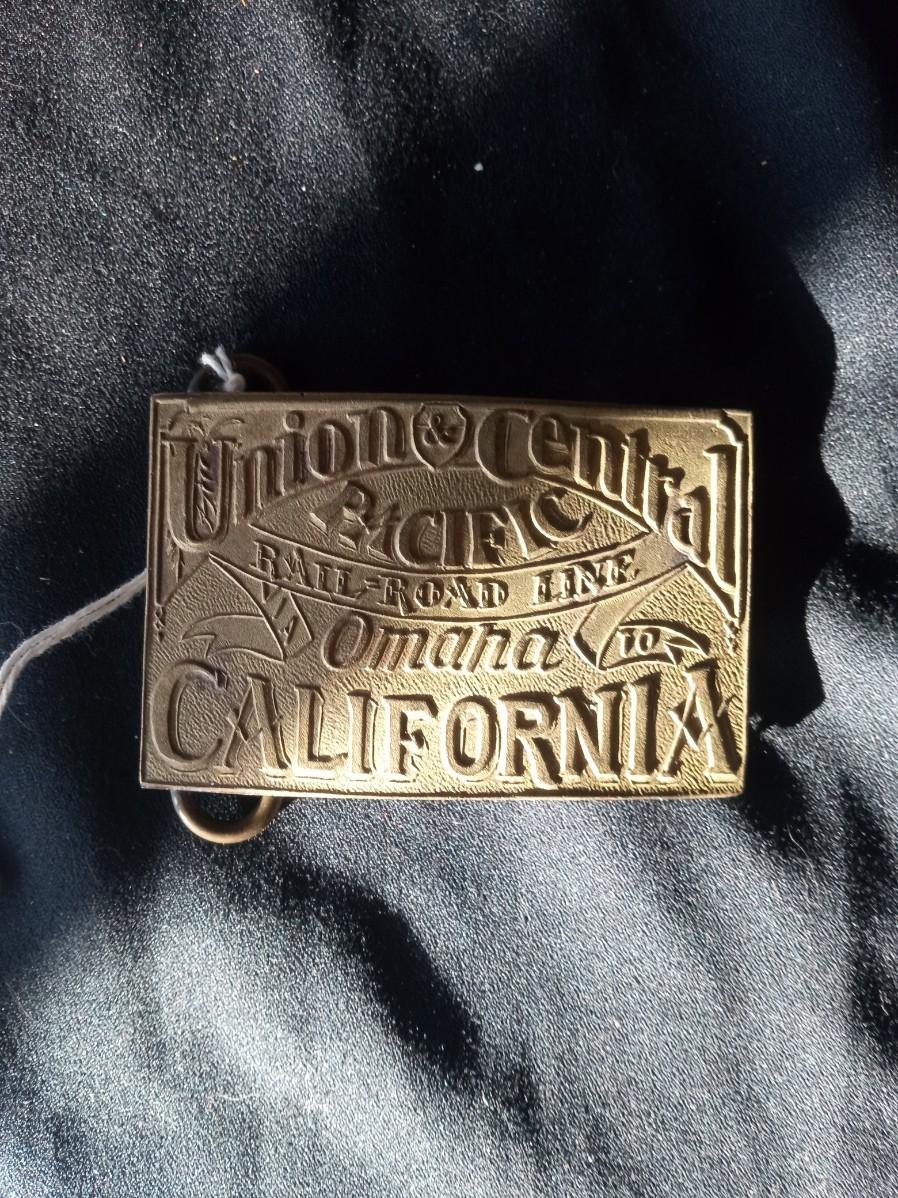 Union & Central
PACIFIC
RAIL-ROAD LINE
VIA Omaha TO
CALIFORNIA